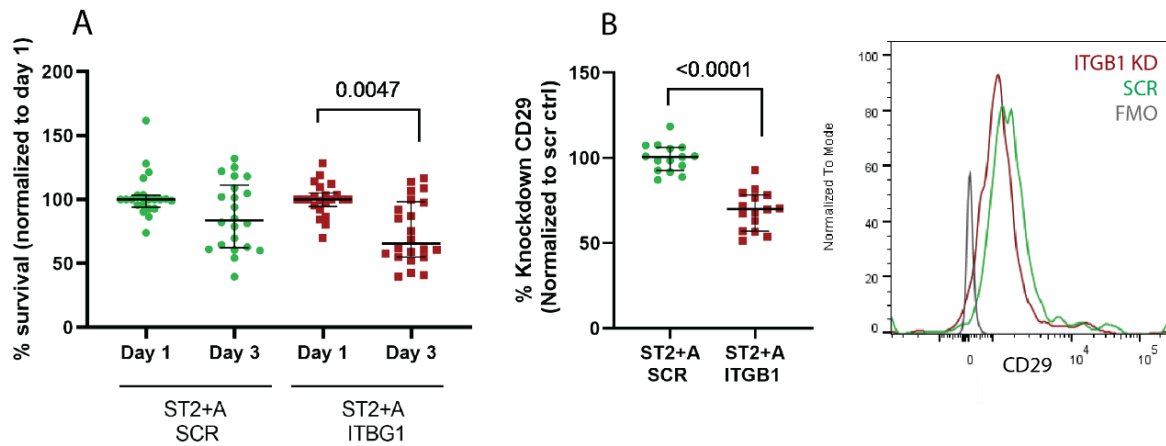 A
% survival (normalized to day 1)
200
150
100
50
0
0.0047
Day 1
Day 3
Day 1
Day 3
ST2+A
SCR
ST2+A
ITBG1
B
% Knockdown CD29
(Normalized to scr ctrl)
150
100
50
0
<0.0001
ST2+A
SCR
ST2+A
ITGB1
Normalized To Mode
100
80
60
40
20
0
ITGB1 KD
SCR
FMO
0
10^4
10^5
CD29